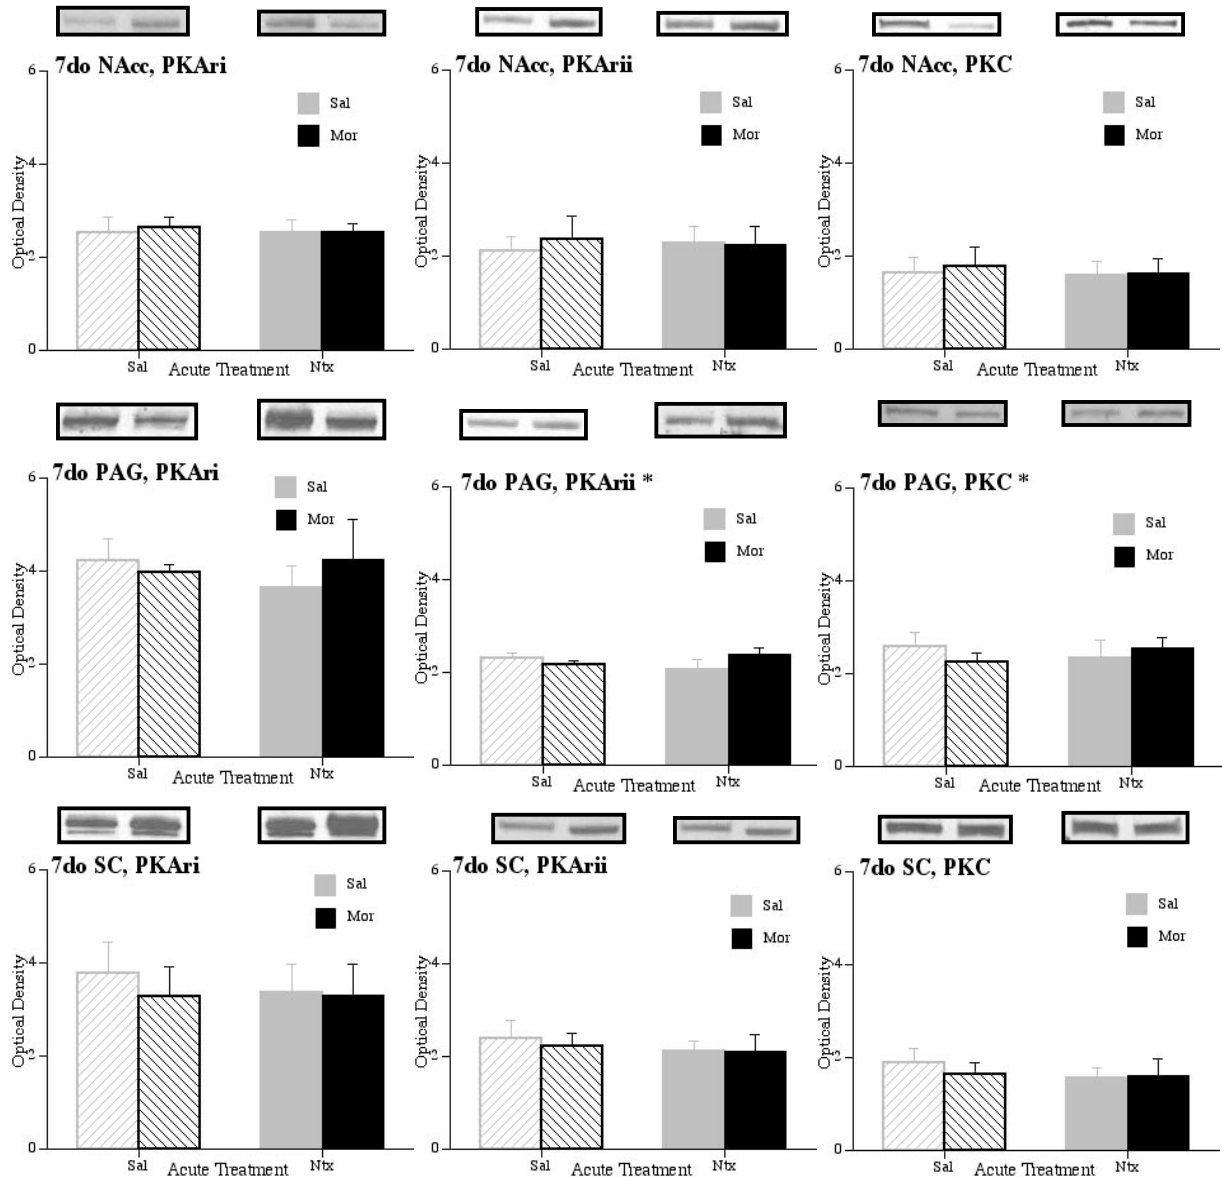 7do NAcc, PKAri
6
4
2
0
Optical Density
Sal
Mor
Sal
Acute Treatment
Ntx
7do NAcc, PKArii
6
4
2
0
Optical Density
Sal
Mor
Sal
Acute Treatment
Ntx
7do NAcc, PKC
6
4
2
0
Optical Density
Sal
Mor
Sal
Acute Treatment
Ntx
7do PAG, PKAri
6
4
2
0
Optical Density
Sal
Mor
Sal
Acute Treatment
Ntx
7do PAG, PKArii *
6
4
2
0
Optical Density
Sal
Mor
Sal
Acute Treatment
Ntx
7do PAG, PKC *
6
4
2
0
Optical Density
Sal
Mor
Sal
Acute Treatment
Ntx
7do SC, PKAri
6
4
2
0
Optical Density
Sal
Mor
Sal
Acute Treatment
Ntx
7do SC, PKArii
6
4
2
0
Optical Density
Sal
Mor
Sal
Acute Treatment
Ntx
7do SC, PKC
6
4
2
0
Optical Density
Sal
Mor
Sal
Acute Treatment
Ntx